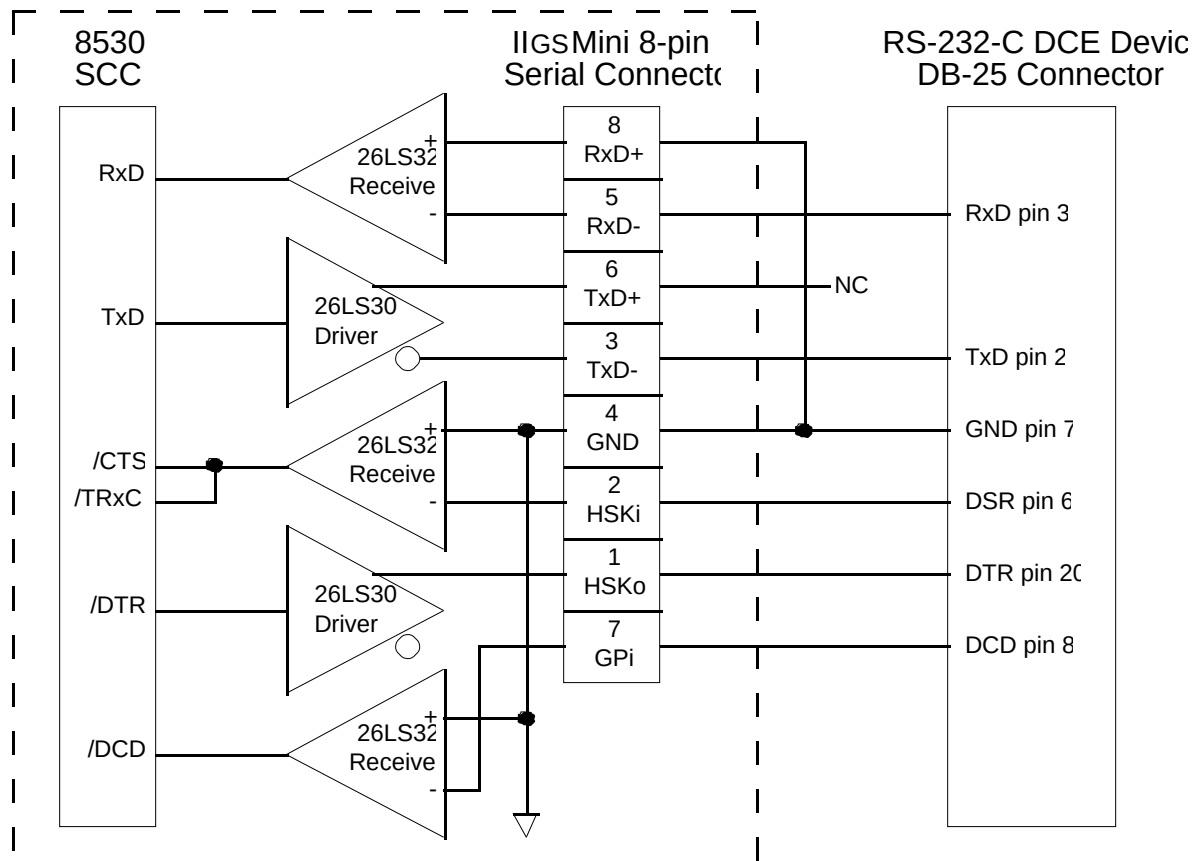 8530
SCC
IIGS Mini 8-pin
Serial Connecto
RS-232-C DCE Devic
DB-25 Connector
RxD
TxD
/CTS
/TRxC
/DTR
/DCD
+
26LS32
Receive
-
26LS30
Driver
+
26LS32
Receive
-
26LS30
Driver
+
26LS32
Receive
-
8
RxD+
5
RxD-
6
TxD+
3
TxD-
4
GND
2
HSKi
1
HSKo
7
GPi
NC
RxD pin 3
TxD pin 2
GND pin 7
DSR pin 6
DTR pin 20
DCD pin 8